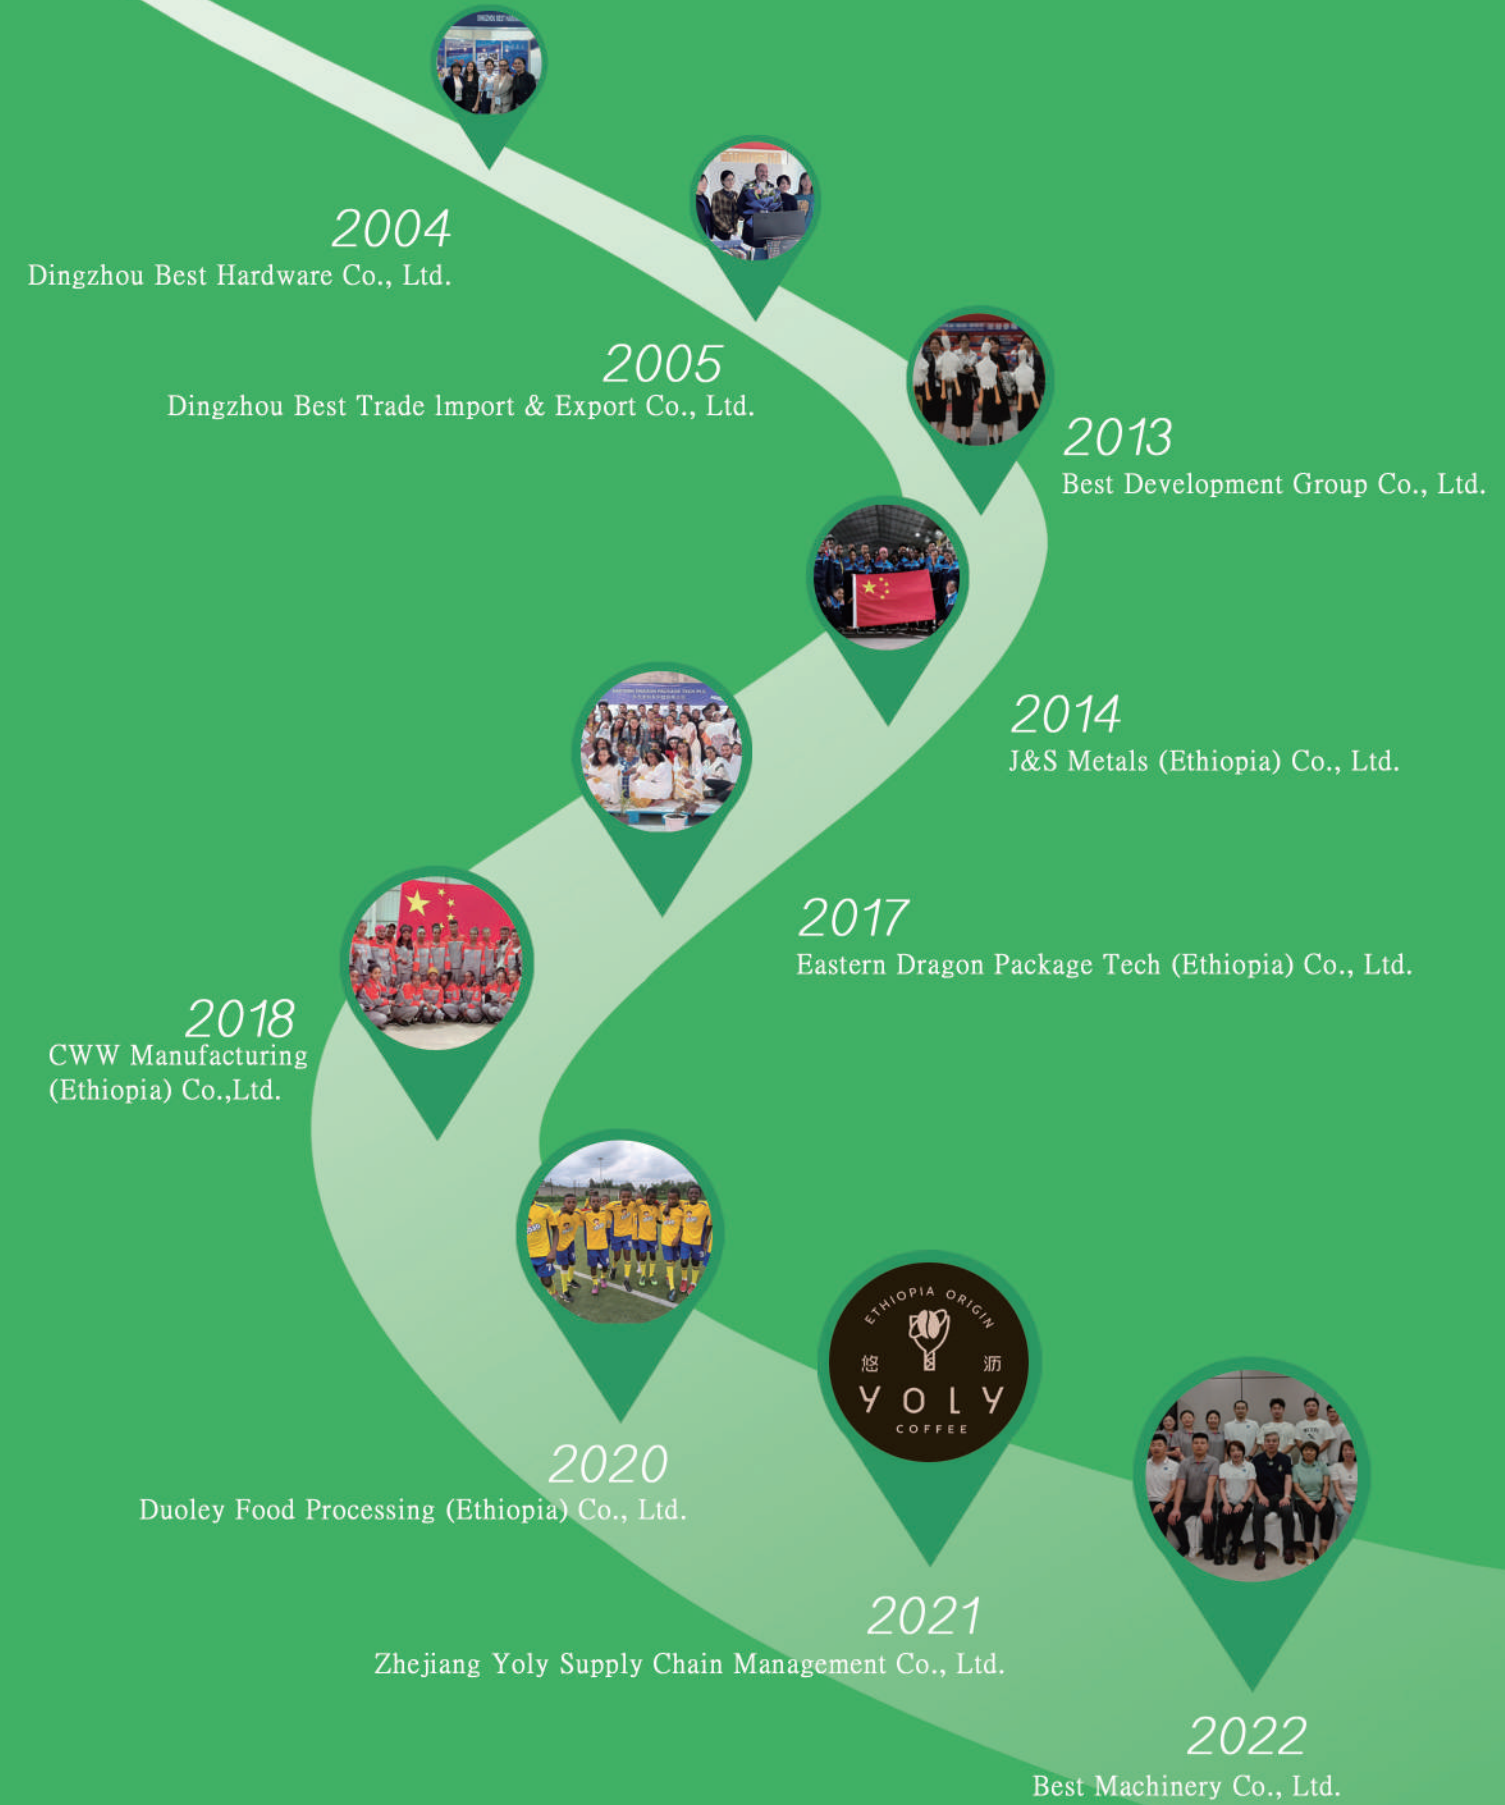 2004
Dingzhou Best Hardware Co., Ltd.
2005
Dingzhou Best Trade lmport & Export Co., Ltd.
2013
Best Development Group Co., Ltd.
2014
J&S Metals (Ethiopia) Co., Ltd.
2017
Eastern Dragon Package Tech (Ethiopia) Co., Ltd.
2018
CWW Manufacturing
(Ethiopia) Co.,Ltd.
2020
Duoley Food Processing (Ethiopia) Co., Ltd.
ETHIOPIA ORIGIN
悠 沥
YOLY
COFFEE
2021
Zhejiang Yoly Supply Chain Management Co., Ltd.
2022
Best Machinery Co., Ltd.